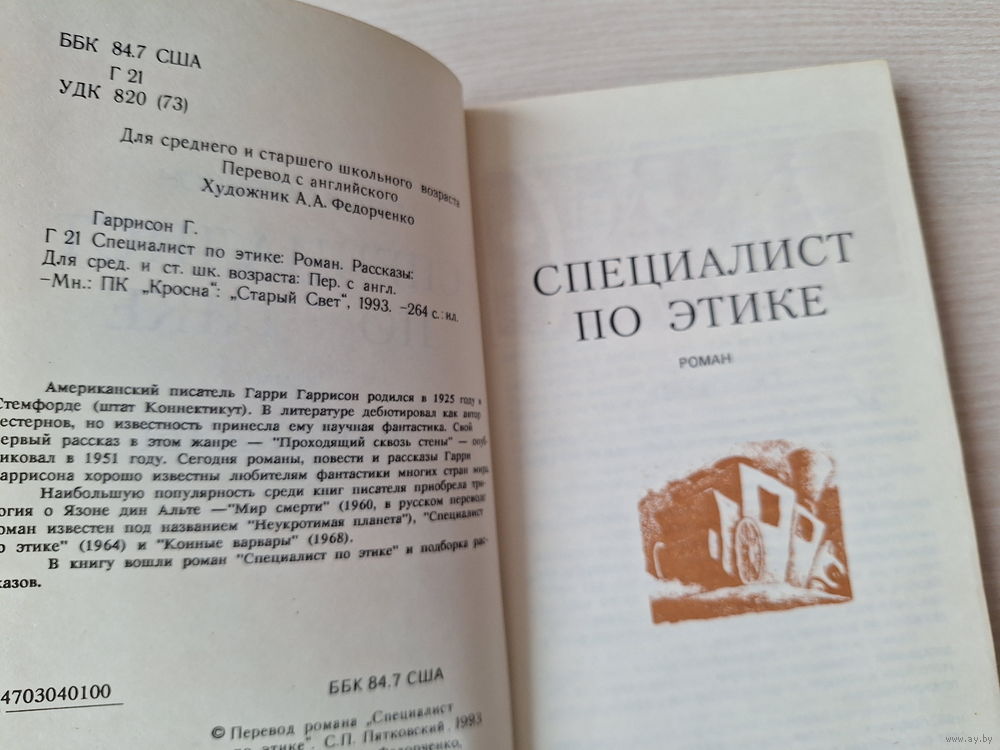 ББК 84.7 США
Г 21
УДК 820 (73)
Для среднего и старшего школьного возраста
Перевод с английского
Художник А.А. Федорченко
Гаррисон Г.
Г 21 Специалист по этике: Роман. Рассказы:
Для сред. и ст. шк. возраста: Пер. с англ.
–Мн.: ПК „Кросна": „Старый Свет", 1993. -264 с.: ил.
Американский писатель Гарри Гаррисон родился в 1925 году в
Стемфорде (штат Коннектикут). В литературе дебютировал как автор
естернов, но известность принесла ему научная фантастика. Свой
ервый рассказ в этом жанре — "Проходящий сквозь стены" — опуб-
иковал в 1951 году. Сегодня романы, повести и рассказы Гарри
аррисона хорошо известны любителям фантастики многих стран мира.
Наибольшую популярность среди книг писателя приобрела три-
огия о Язоне дин Альте —"Мир смерти" (1960, в русском переводе
оман известен под названием "Неукротимая планета"), "Специалист
о этике" (1964) и "Конные варвары" (1968).
В книгу вошли роман "Специалист по этике" и подборка рас-
казов.
4703040100
ББК 84.7 США
© Перевод романа „Специалист
по этике". С.П. Пятковский, 1993
Федорченко,
СПЕЦИАЛИСТ
ПО ЭТИКЕ
РОМАН
www.ay.by